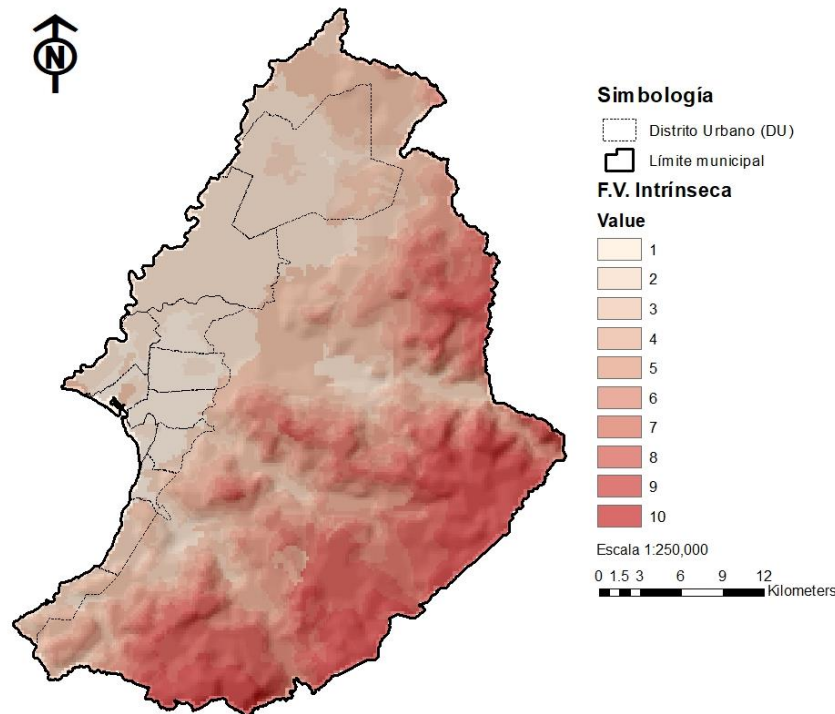 N
Simbología
Distrito Urbano (DU)
Límite municipal
F.V. Intrínseca
Value
1
2
3
4
5
6
7
8
9
10
Escala 1:250,000
0 1.5 3 6 9 12
Kilometers